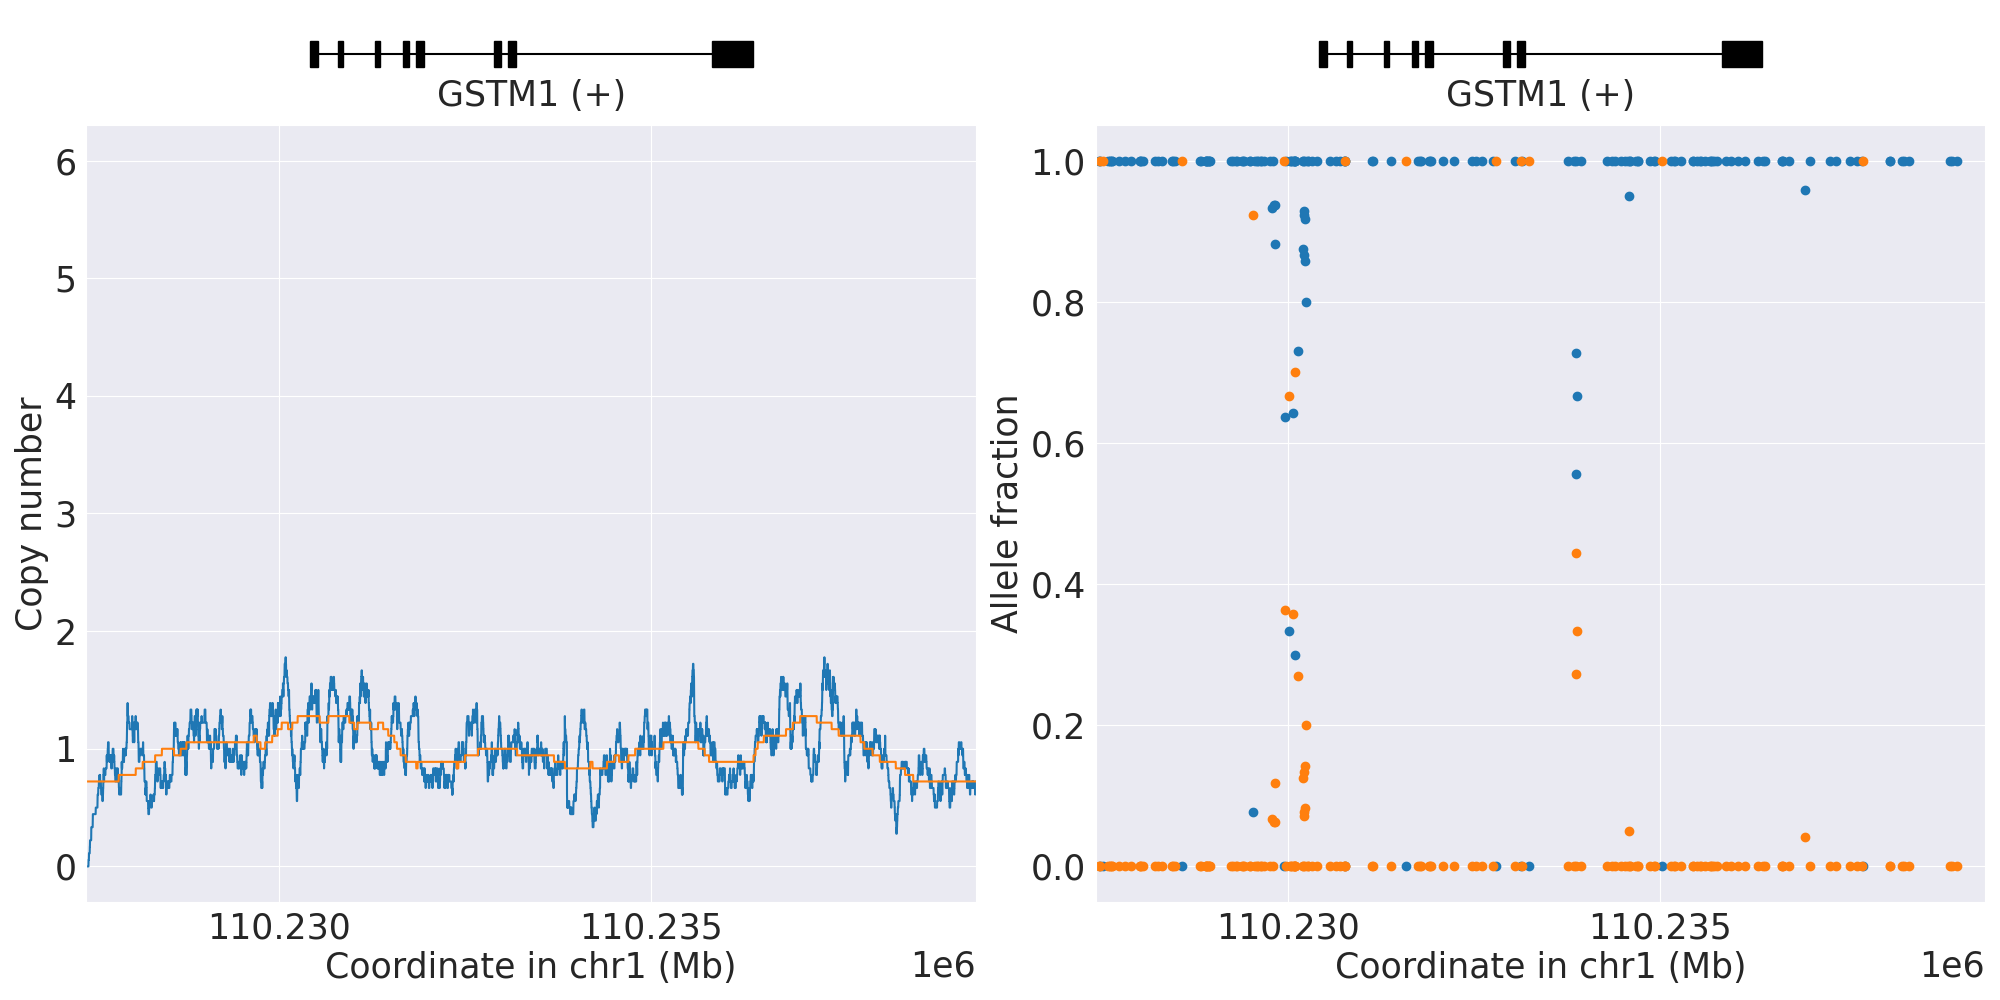 GSTM1 (+)
6
5
4
3
2
1
0
Copy number
110.230
110.235
Coordinate in chr1 (Mb)
1e6
GSTM1 (+)
1.0
0.8
0.6
0.4
0.2
0.0
Allele fraction
110.230
110.235
Coordinate in chr1 (Mb)
1e6